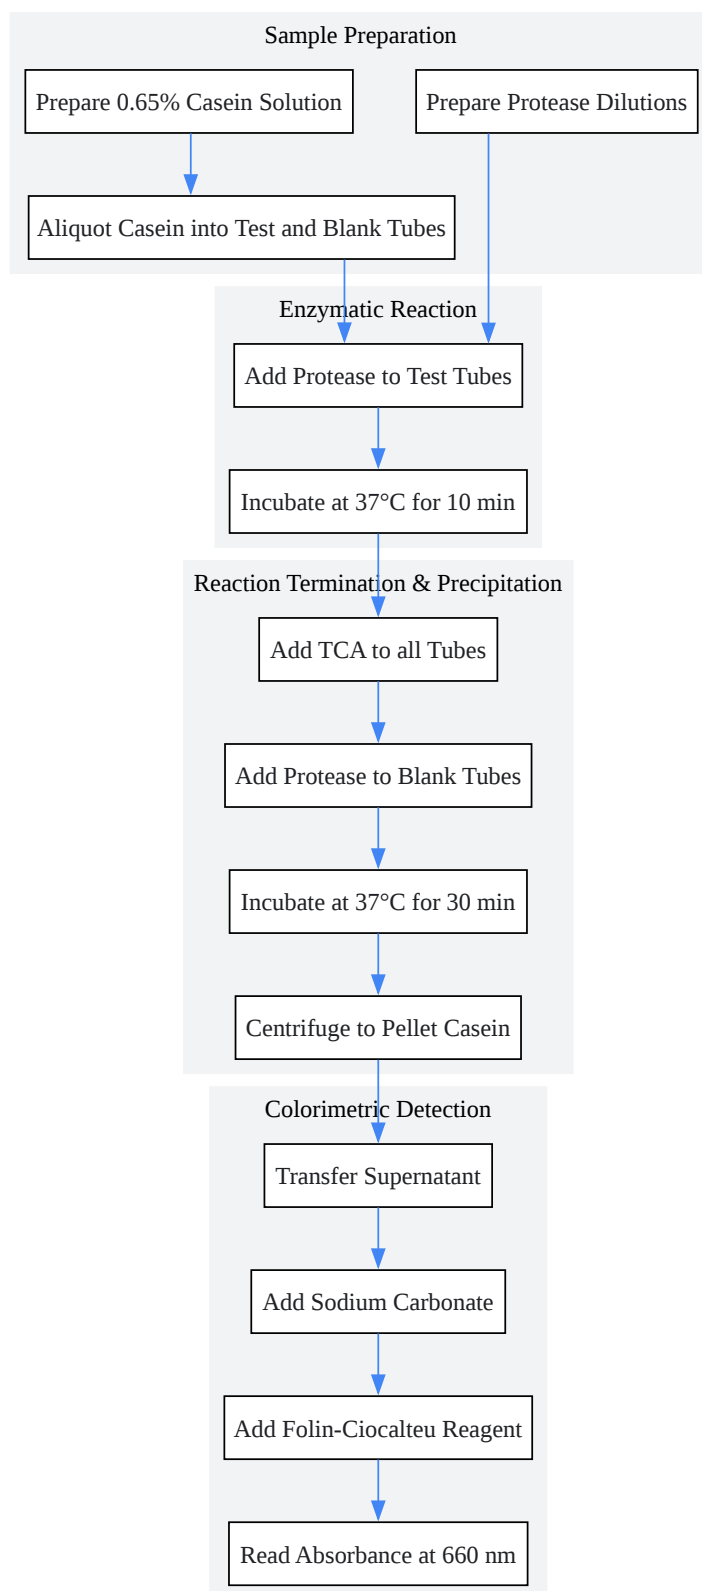 Sample Preparation
Prepare 0.65% Casein Solution
Prepare Protease Dilutions
Aliquot Casein into Test and Blank Tubes
Enzymatic Reaction
Add Protease to Test Tubes
Incubate at 37°C for 10 min
Reaction Termination & Precipitation
Add TCA to all Tubes
Add Protease to Blank Tubes
Incubate at 37°C for 30 min
Centrifuge to Pellet Casein
Colorimetric Detection
Transfer Supernatant
Add Sodium Carbonate
Add Folin-Ciocalteu Reagent
Read Absorbance at 660 nm